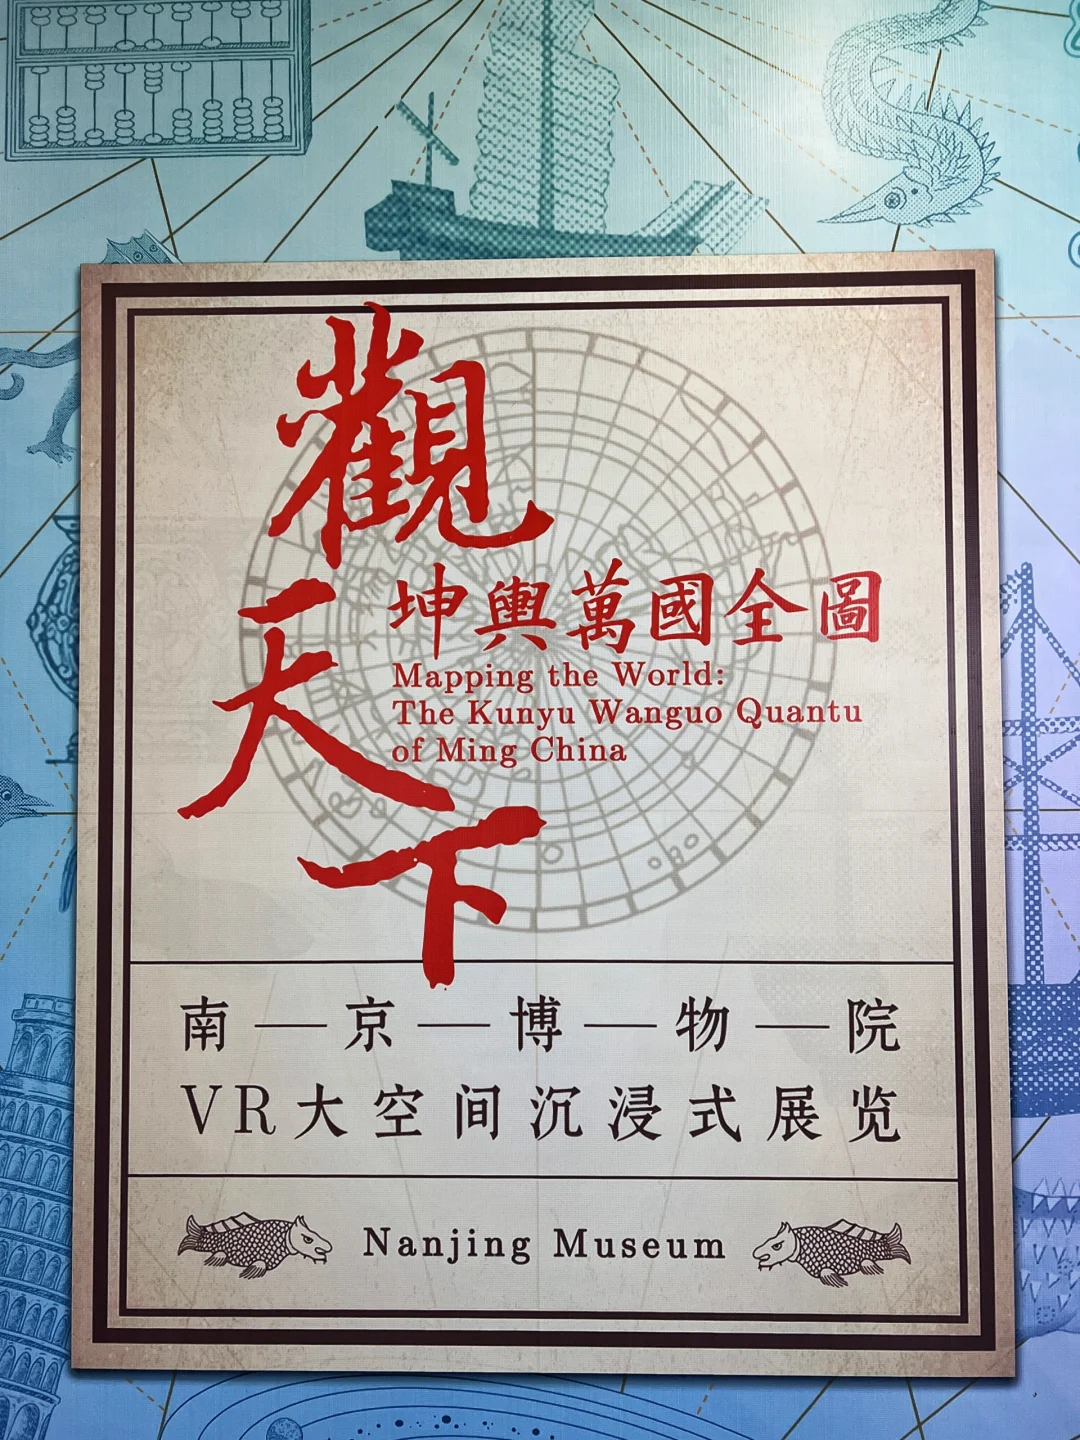 觀天下
坤輿萬國全圖
Mapping the World:
The Kunyu Wanguo Quantu
of Ming China
南—京—博—物—院
VR大空间沉浸式展览
Nanjing Museum